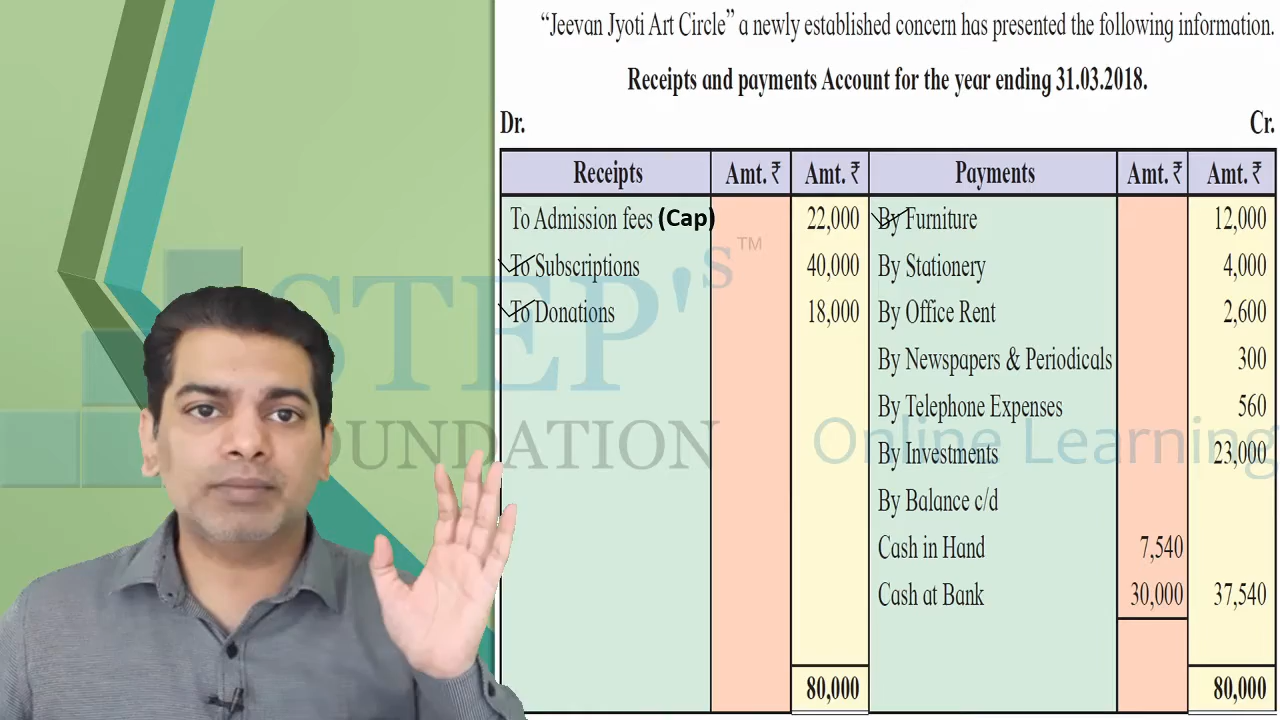 “Jeevan Jyoti Art Circle” a newly established concern has presented the following information.
Receipts and payments Account for the year ending 31.03.2018.
Dr. Cr.
Receipts Amt. ₹ Amt. ₹ Payments Amt. ₹ Amt. ₹
To Admission fees (Cap) 22,000 By Furniture 12,000
To Subscriptions 40,000 By Stationery 4,000
To Donations 18,000 By Office Rent 2,600
By Newspapers & Periodicals 300
By Telephone Expenses 560
By Investments 23,000
By Balance c/d
Cash in Hand 7,540
Cash at Bank 30,000 37,540
80,000 80,000
STEP's™
FOUNDATION
Online Learning